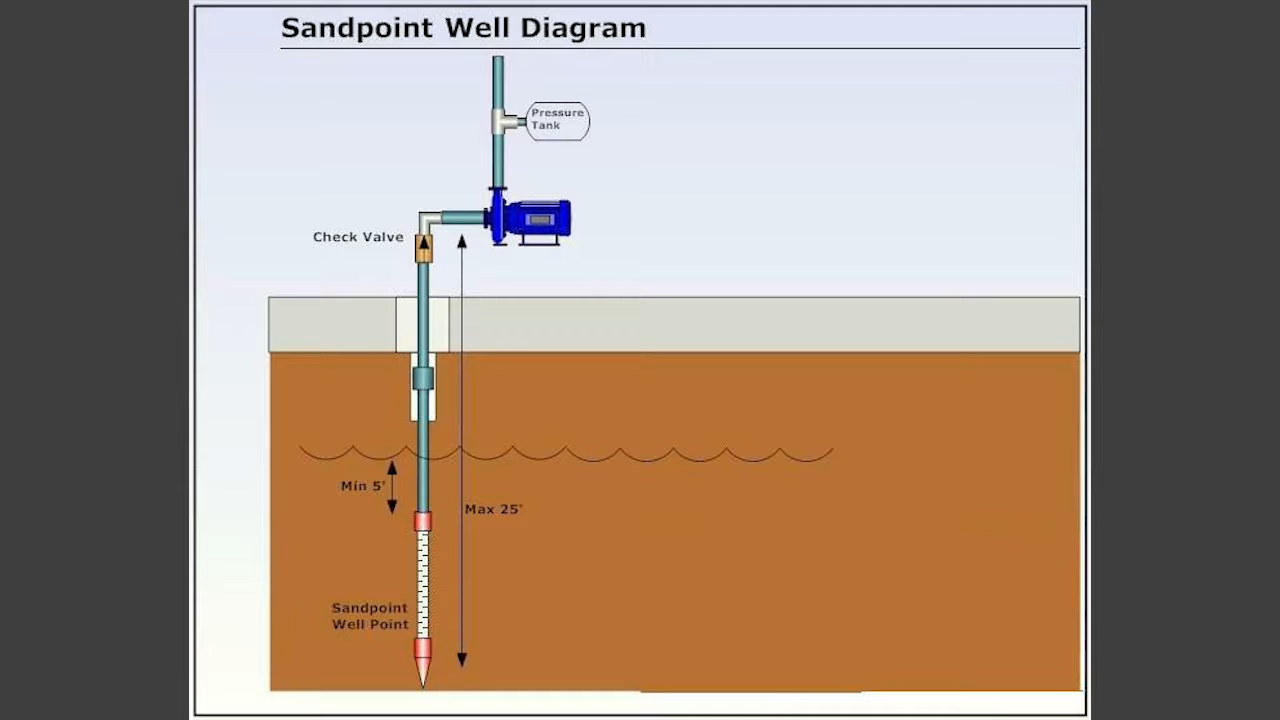 Sandpoint Well Diagram
Pressure
Tank
Check Valve
Min 5'
Max 25'
Sandpoint
Well Point